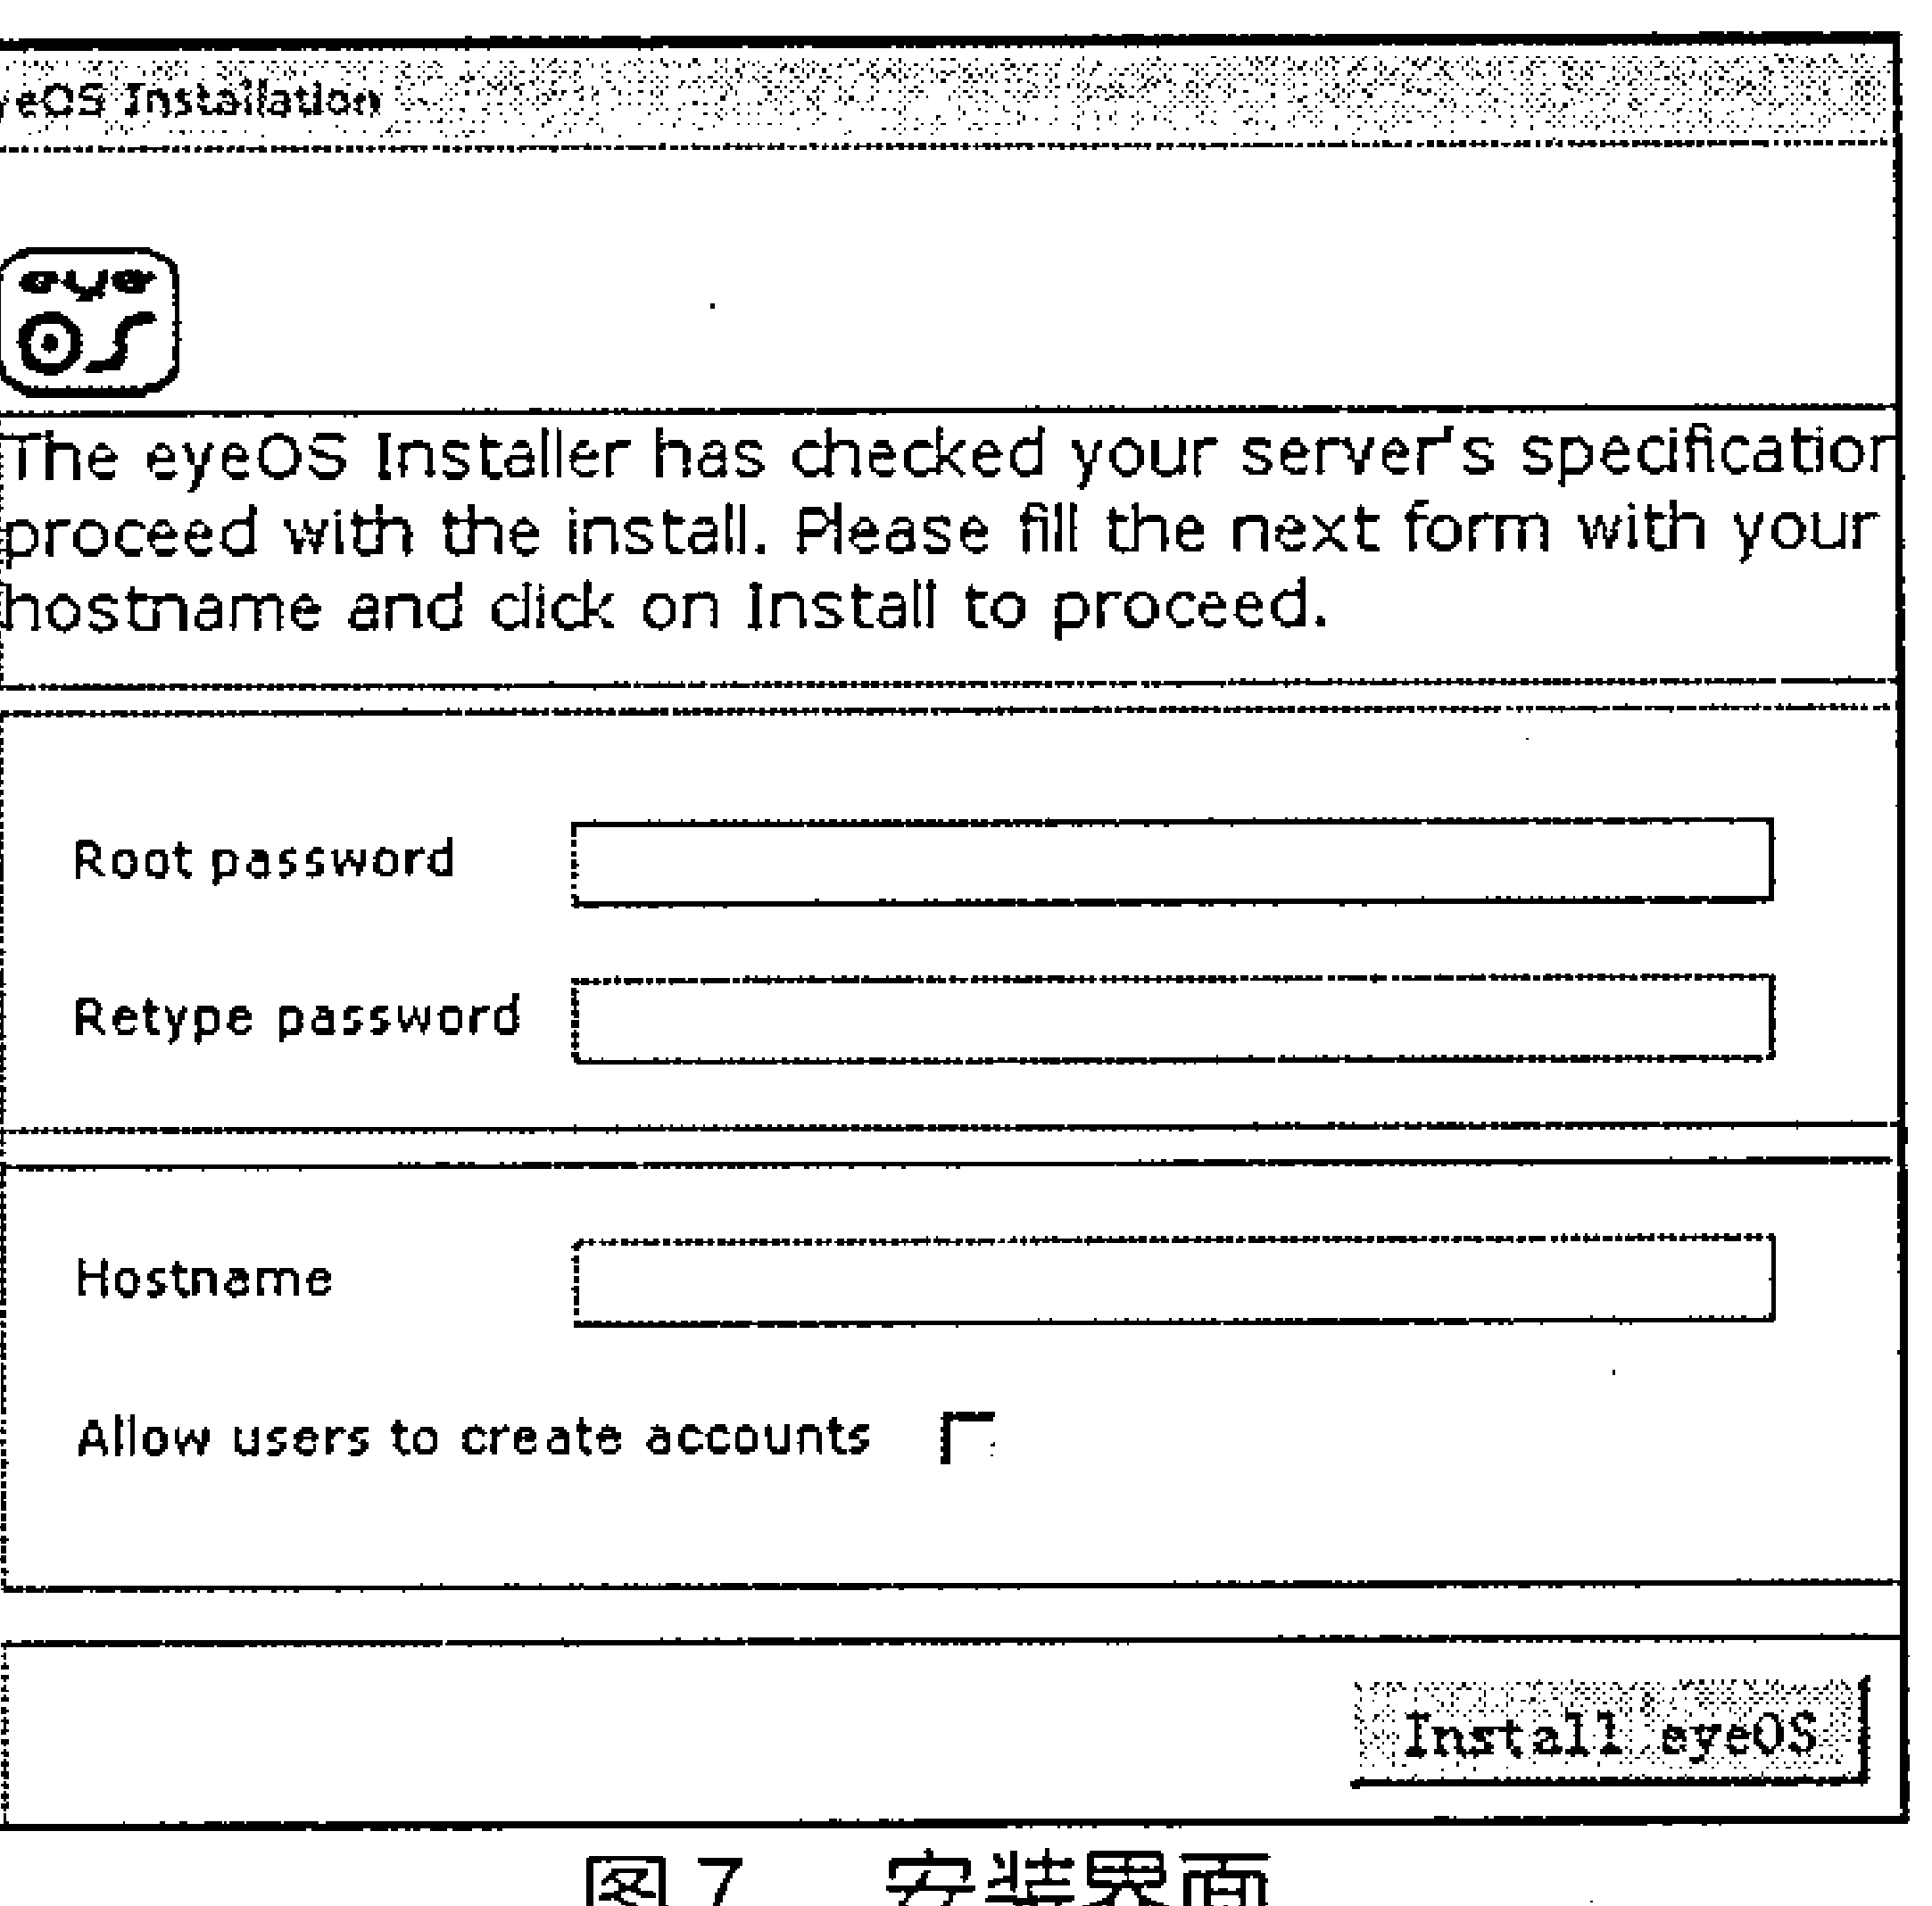 yeOS Installation
eye
OS
The eyeOS Installer has checked your server's specification
proceed with the install. Please fill the next form with your
hostname and click on Install to proceed.
Root password
Retype password
Hostname
Allow users to create accounts
Install eyeOS
图 7 安装界面